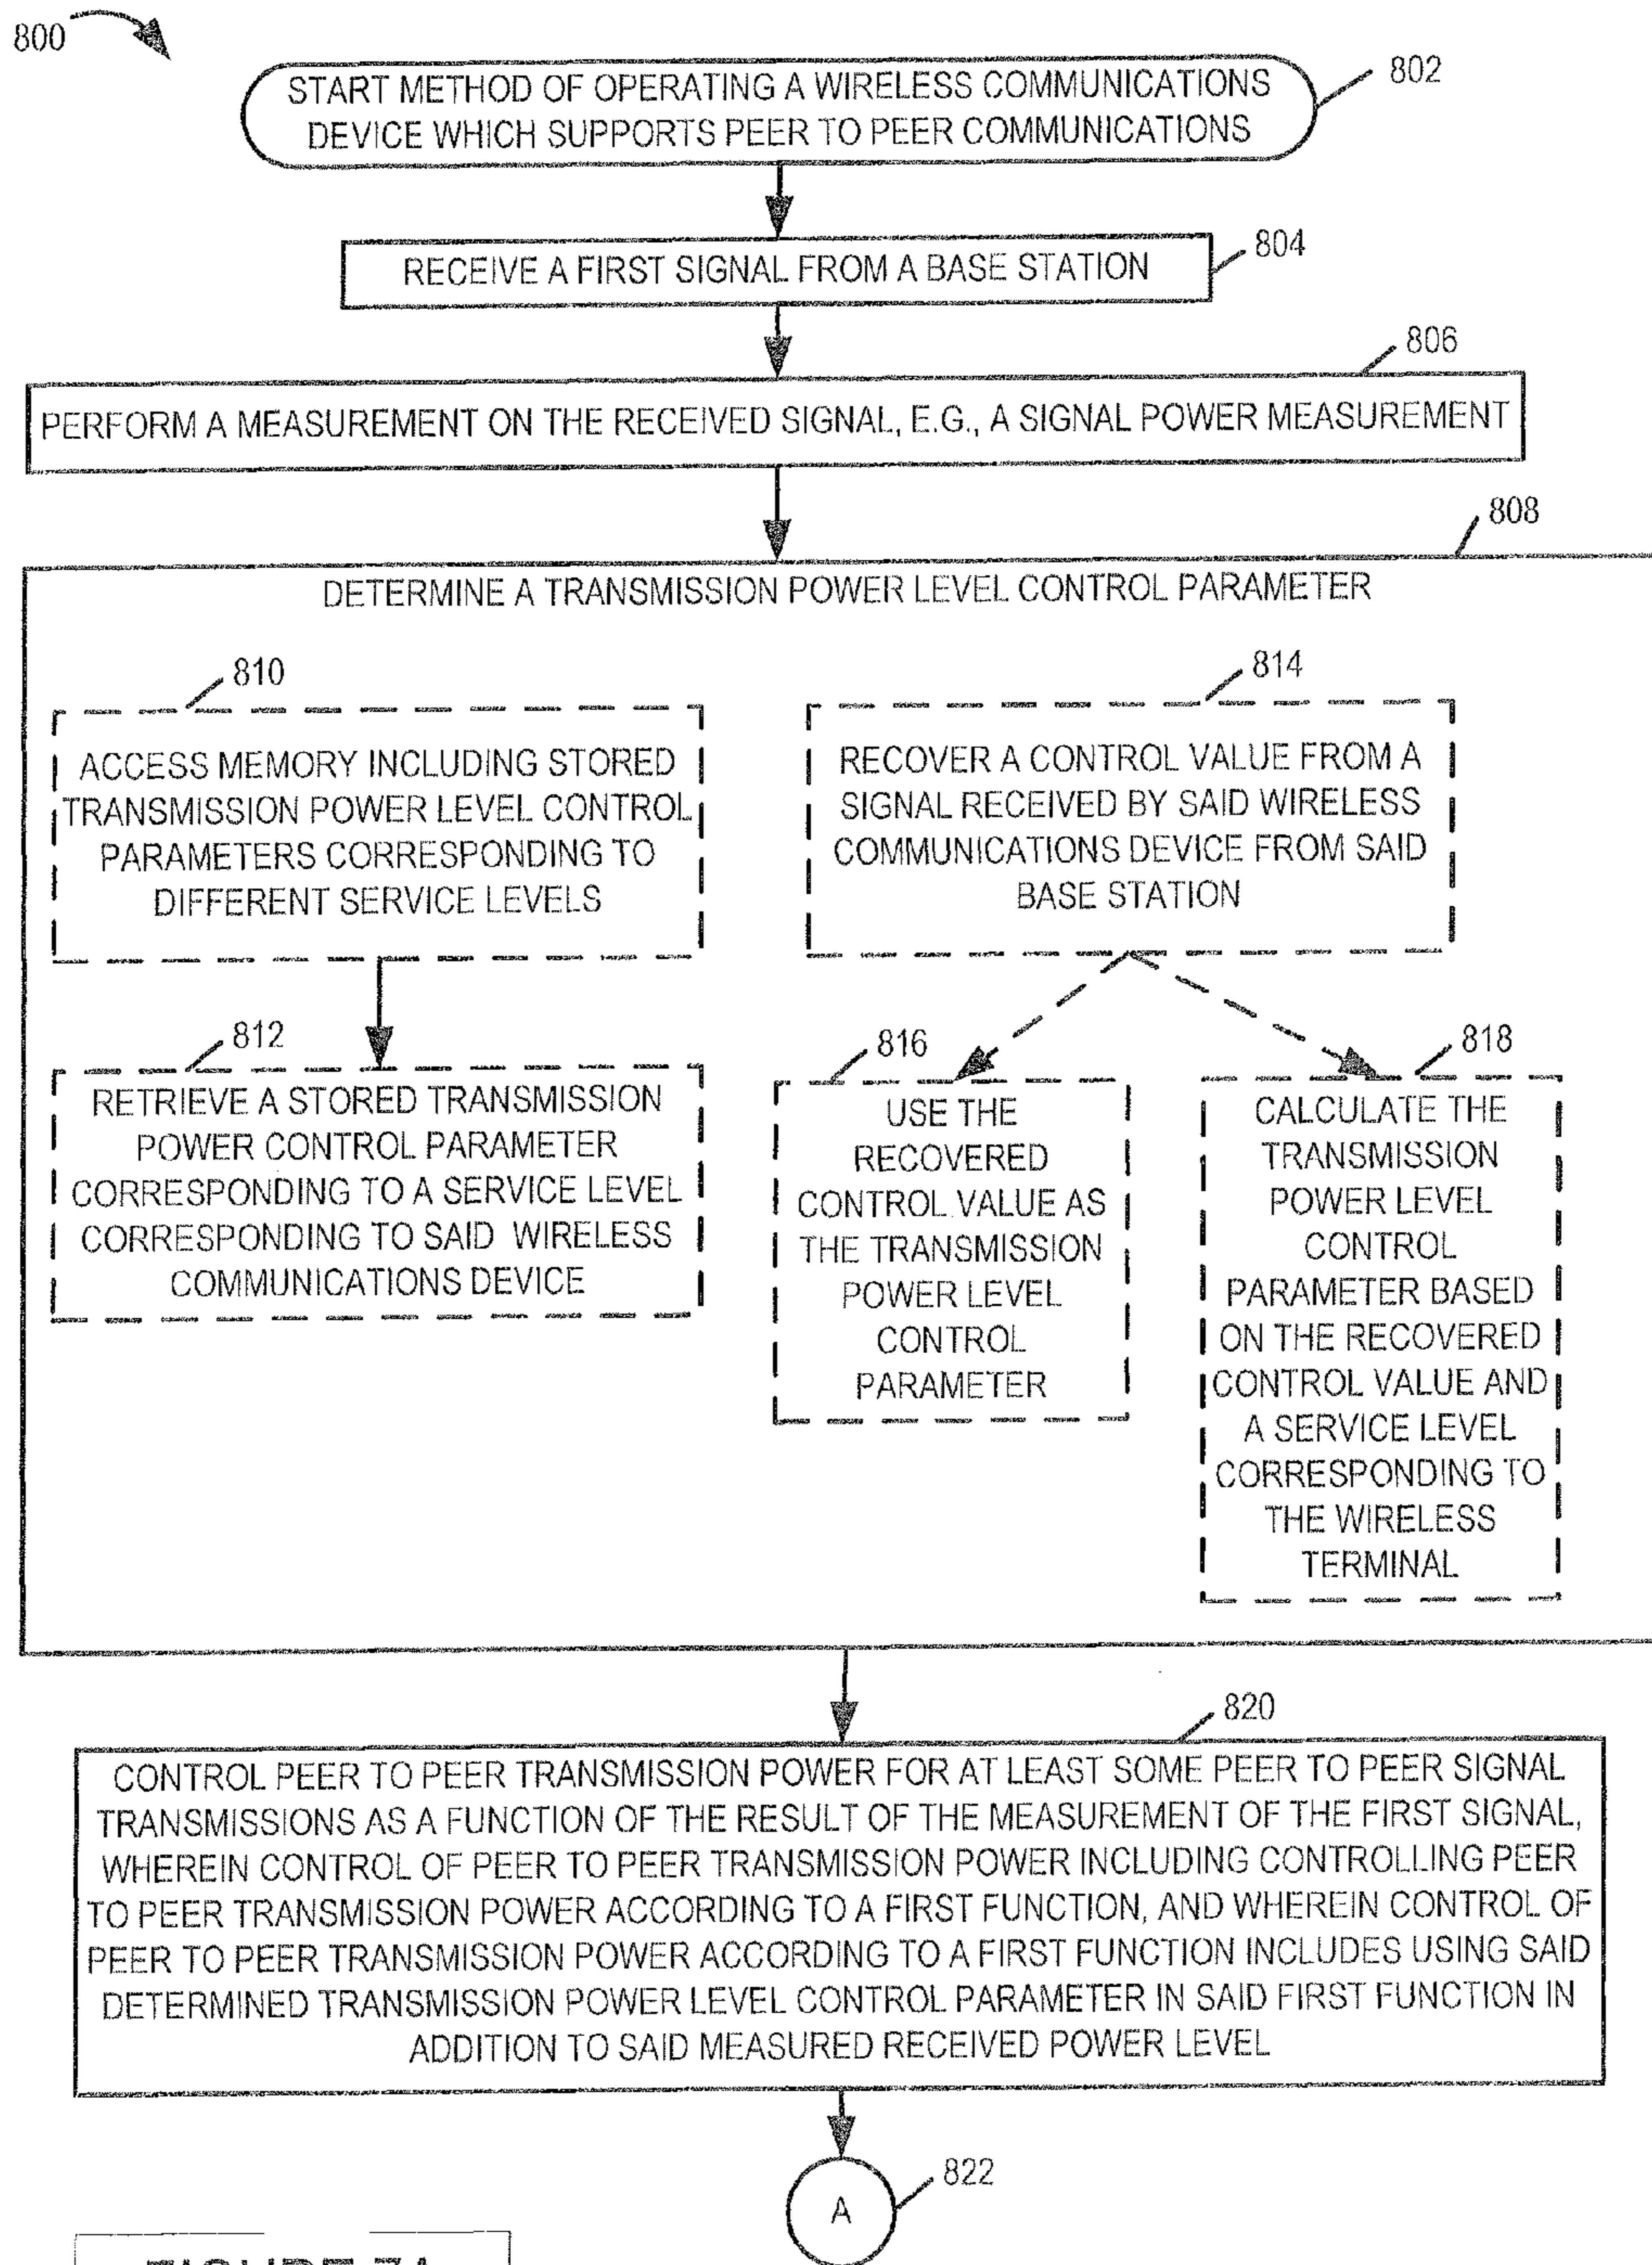 800
START METHOD OF OPERATING A WIRELESS COMMUNICATIONS
DEVICE WHICH SUPPORTS PEER TO PEER COMMUNICATIONS
802
RECEIVE A FIRST SIGNAL FROM A BASE STATION
804
806
PERFORM A MEASUREMENT ON THE RECEIVED SIGNAL, E.G., A SIGNAL POWER MEASUREMENT
808
DETERMINE A TRANSMISSION POWER LEVEL CONTROL PARAMETER
810
ACCESS MEMORY INCLUDING STORED
TRANSMISSION POWER LEVEL CONTROL
PARAMETERS CORRESPONDING TO
DIFFERENT SERVICE LEVELS
814
RECOVER A CONTROL VALUE FROM A
SIGNAL RECEIVED BY SAID WIRELESS
COMMUNICATIONS DEVICE FROM SAID
BASE STATION
812
RETRIEVE A STORED TRANSMISSION
POWER CONTROL PARAMETER
CORRESPONDING TO A SERVICE LEVEL
CORRESPONDING TO SAID WIRELESS
COMMUNICATIONS DEVICE
816
USE THE
RECOVERED
CONTROL VALUE AS
THE TRANSMISSION
POWER LEVEL
CONTROL
PARAMETER
818
CALCULATE THE
TRANSMISSION
POWER LEVEL
CONTROL
PARAMETER BASED
ON THE RECOVERED
CONTROL VALUE AND
A SERVICE LEVEL
CORRESPONDING TO
THE WIRELESS
TERMINAL
820
CONTROL PEER TO PEER TRANSMISSION POWER FOR AT LEAST SOME PEER TO PEER SIGNAL
TRANSMISSIONS AS A FUNCTION OF THE RESULT OF THE MEASUREMENT OF THE FIRST SIGNAL,
WHEREIN CONTROL OF PEER TO PEER TRANSMISSION POWER INCLUDING CONTROLLING PEER
TO PEER TRANSMISSION POWER ACCORDING TO A FIRST FUNCTION, AND WHEREIN CONTROL OF
PEER TO PEER TRANSMISSION POWER ACCORDING TO A FIRST FUNCTION INCLUDES USING SAID
DETERMINED TRANSMISSION POWER LEVEL CONTROL PARAMETER IN SAID FIRST FUNCTION IN
ADDITION TO SAID MEASURED RECEIVED POWER LEVEL
A
822